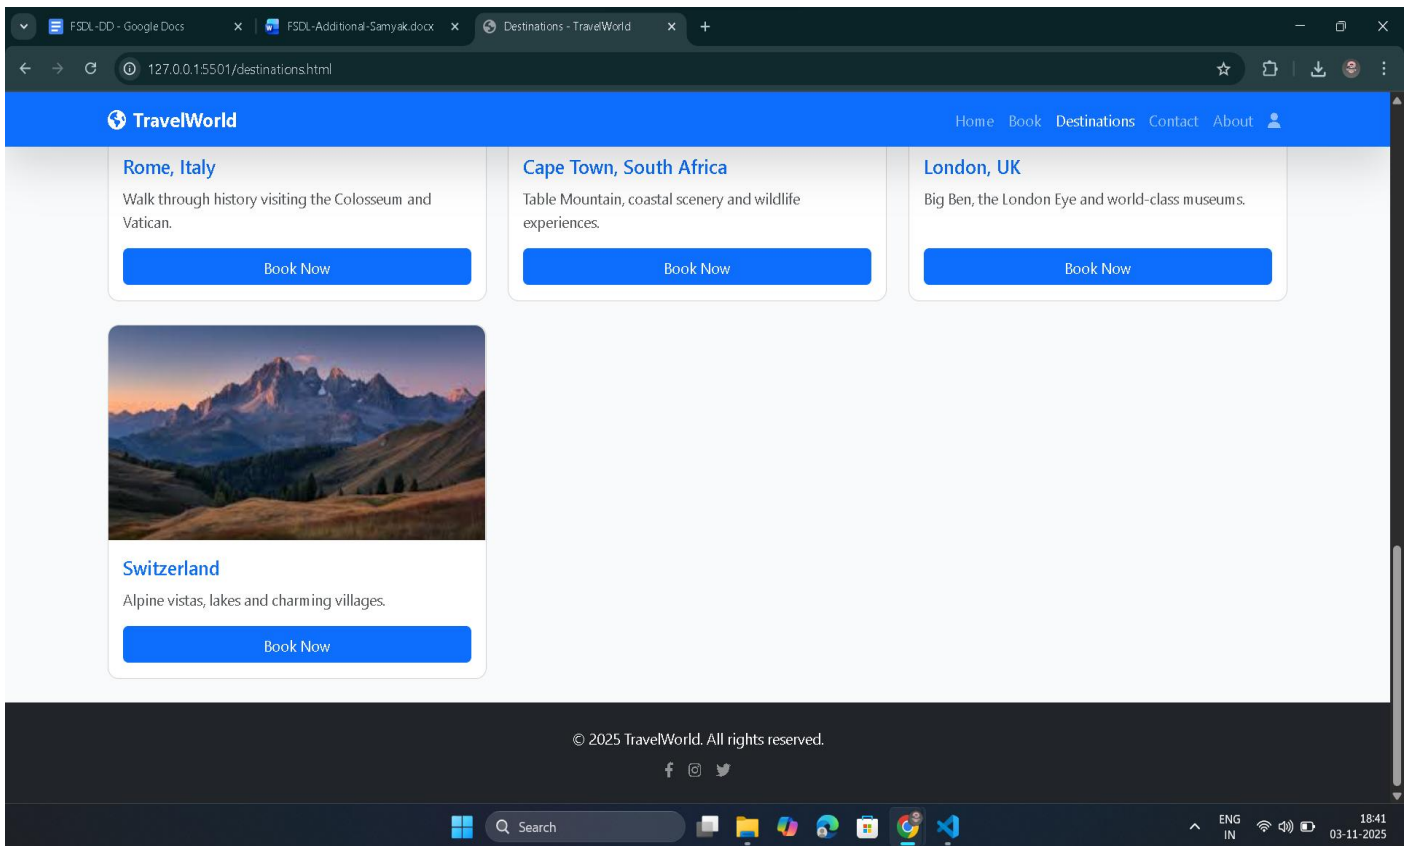 FSDL-DD - Google Docs
FSDL-Additional-Samyak.docx
Destinations - TravelWorld
127.0.0.1:5501/destinations.html
TravelWorld
Home Book Destinations Contact About
Rome, Italy
Walk through history visiting the Colosseum and
Vatican.
Book Now
Cape Town, South Africa
Table Mountain, coastal scenery and wildlife
experiences.
Book Now
London, UK
Big Ben, the London Eye and world-class museums.
Book Now
Switzerland
Alpine vistas, lakes and charming villages.
Book Now
© 2025 TravelWorld. All rights reserved.
Search
ENG
IN
18:41
03-11-2025